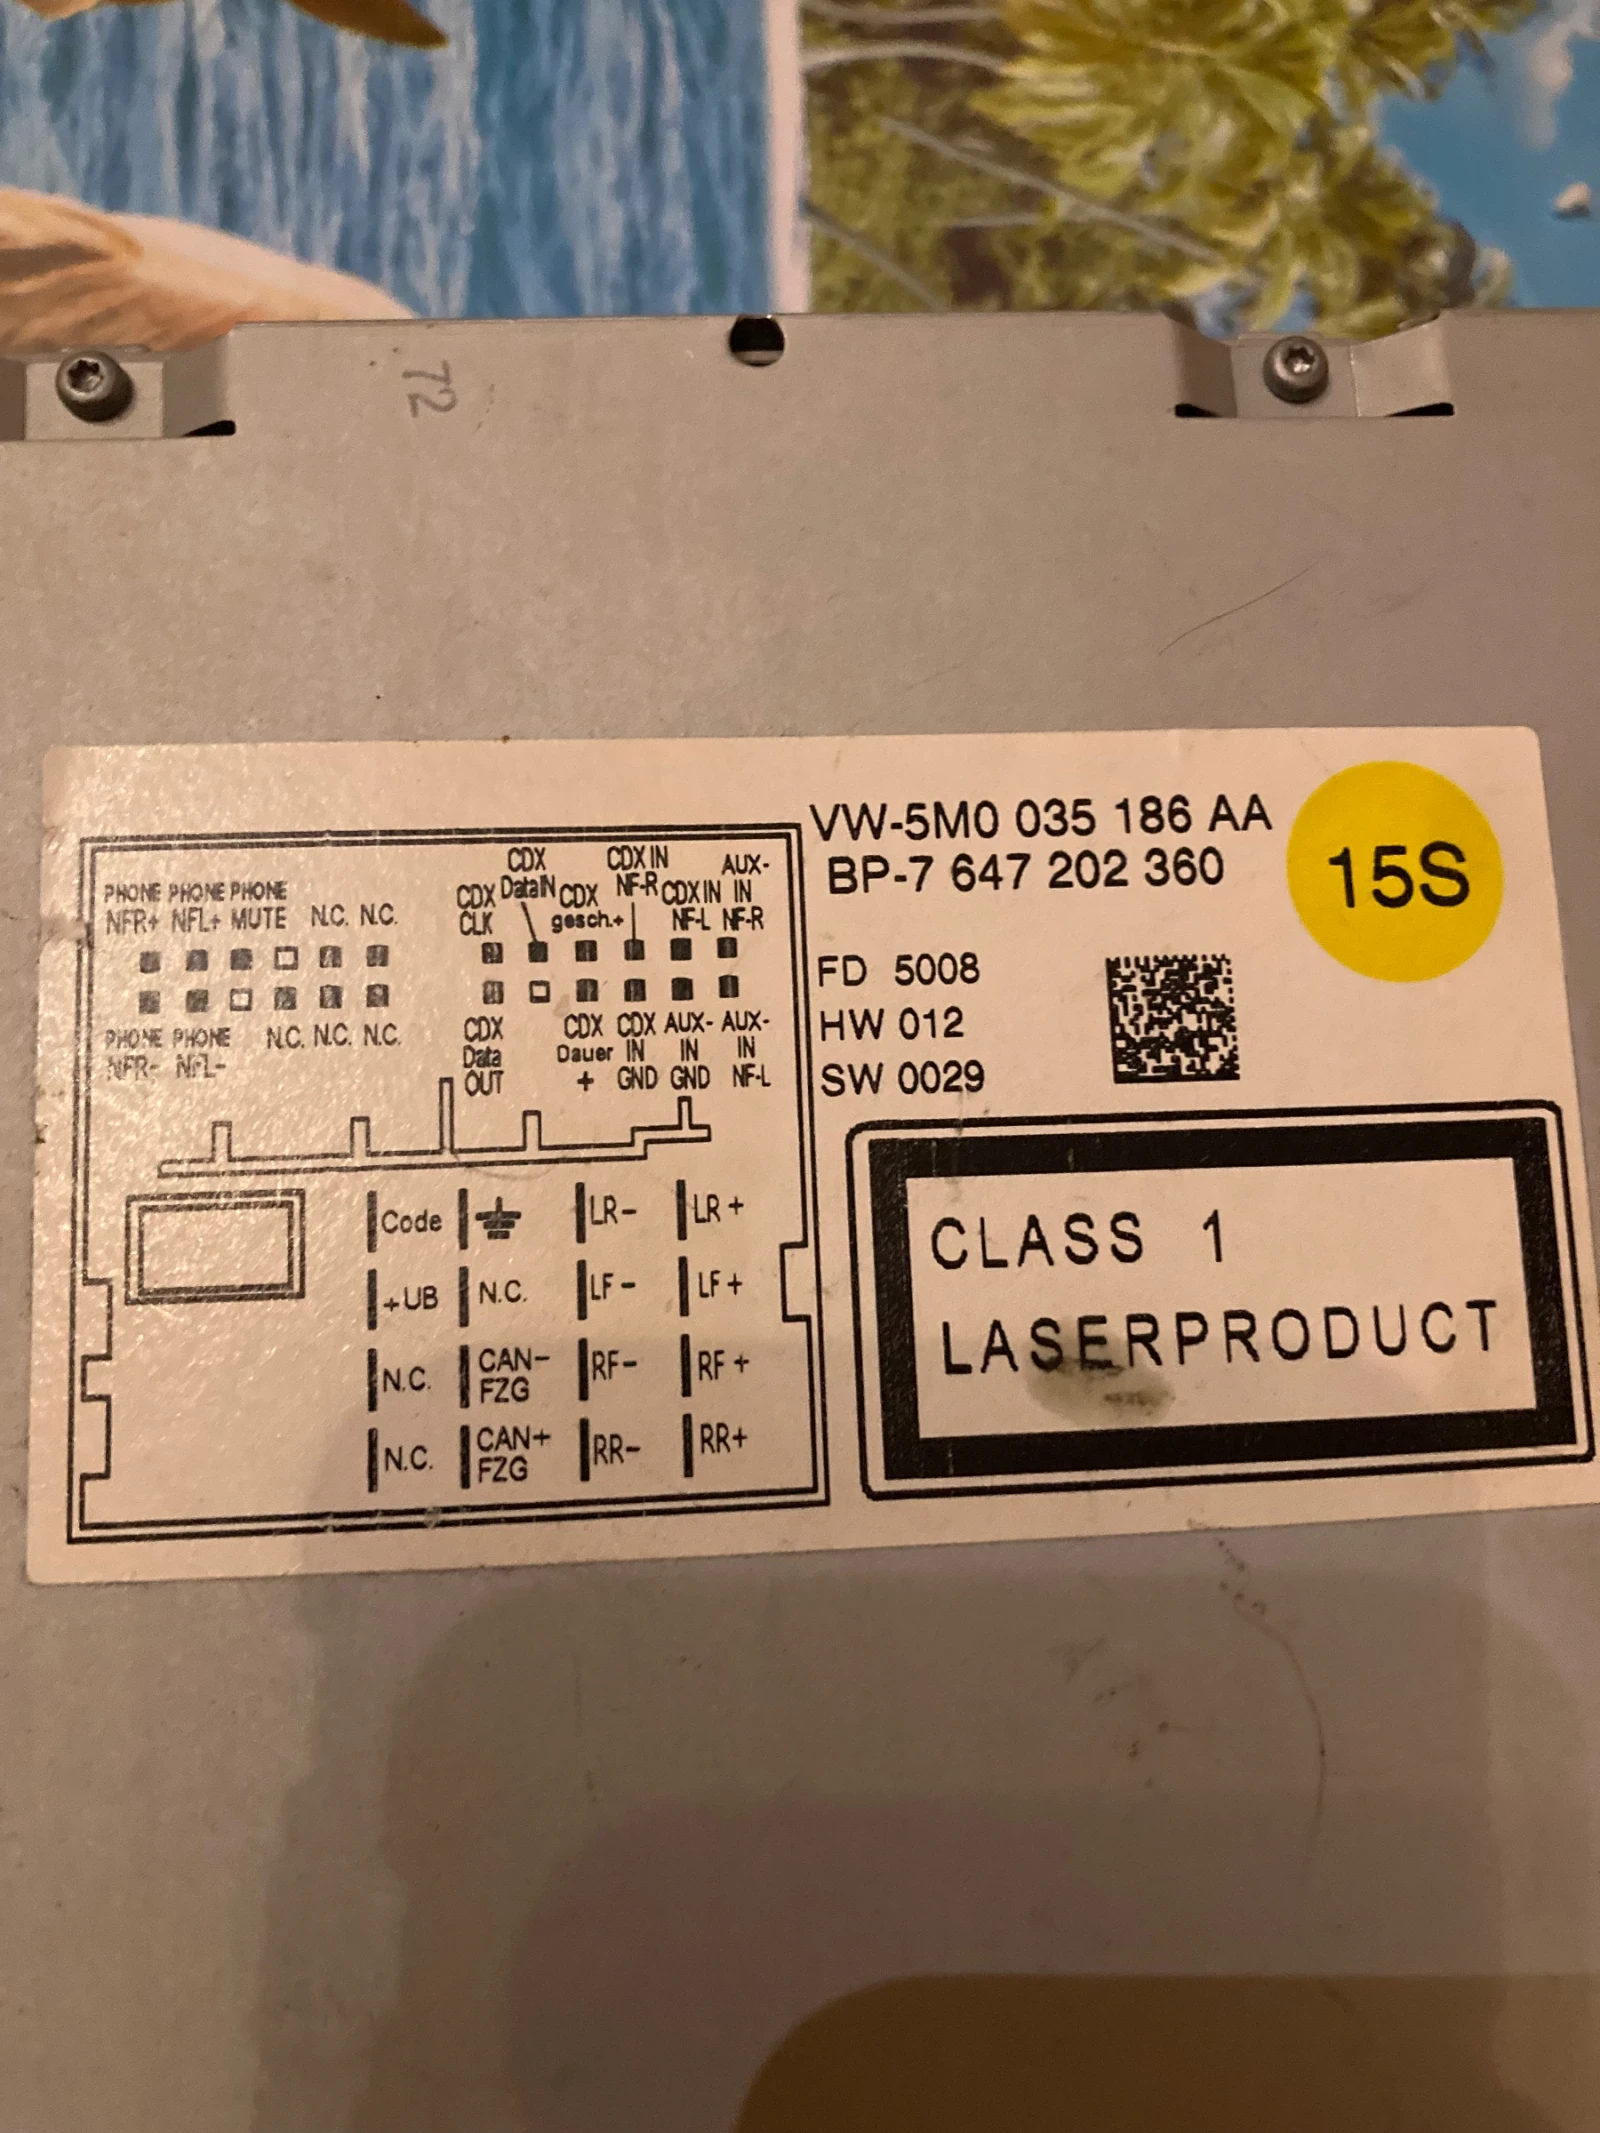 72
VW-5M0 035 186 AA
BP-7 647 202 360
15S
FD 5008
HW 012
SW 0029
CLASS 1
LASERPRODUCT
PHONE PHONE PHONE
NFR+ NFL+ MUTE N.C. N.C.
PHONE PHONE N.C. N.C. N.C.
NFR- NFL-
CDX CDX IN AUX-
CDX DataIN CDX NF-R CDX IN IN
CLK gesch.+ NF-L NF-R
CDX CDX CDX AUX- AUX-
Data Dauer IN IN IN
OUT + GND GND NF-L
Code LR- LR+
+UB N.C. LF- LF+
N.C. CAN- RF- RF+
FZG
N.C. CAN+ RR- RR+
FZG